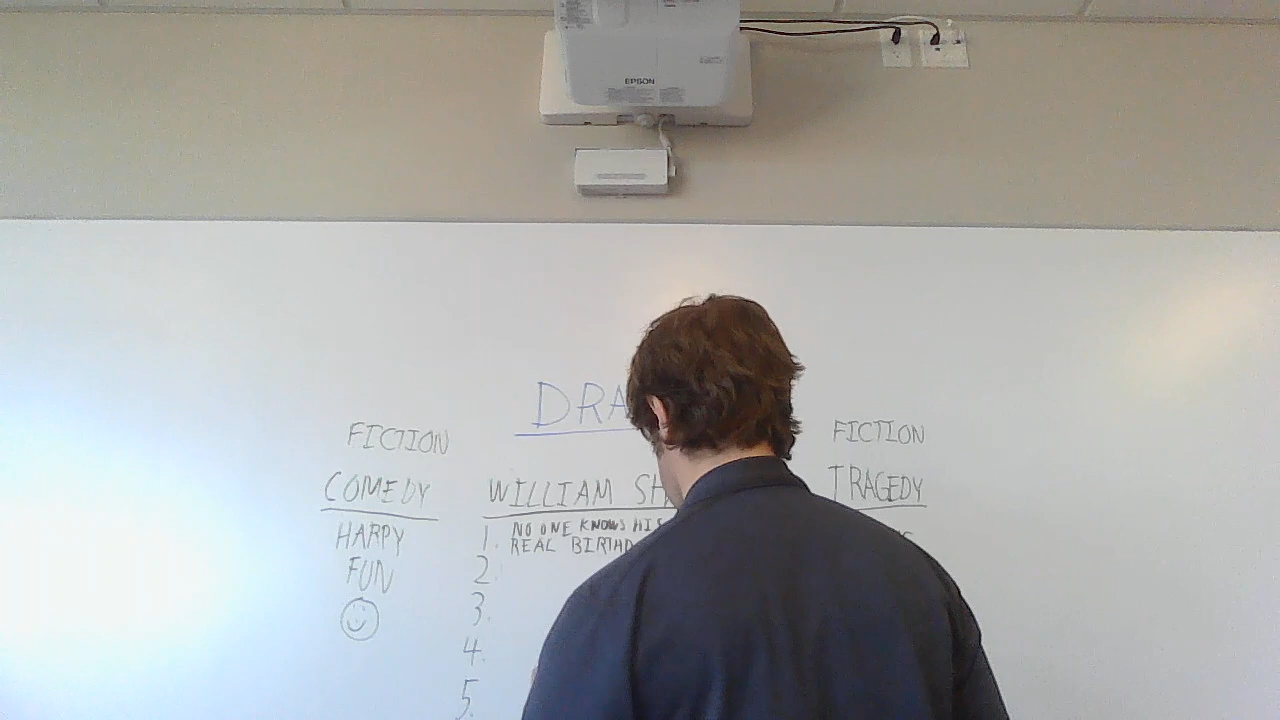 EPSON
DRA
FICTION
COMEDY
HAPPY
FUN
WILLIAM SH
1. NO ONE KNOWS HIS
REAL BIRTHD
2.
3.
4.
5.
FICTION
TRAGEDY